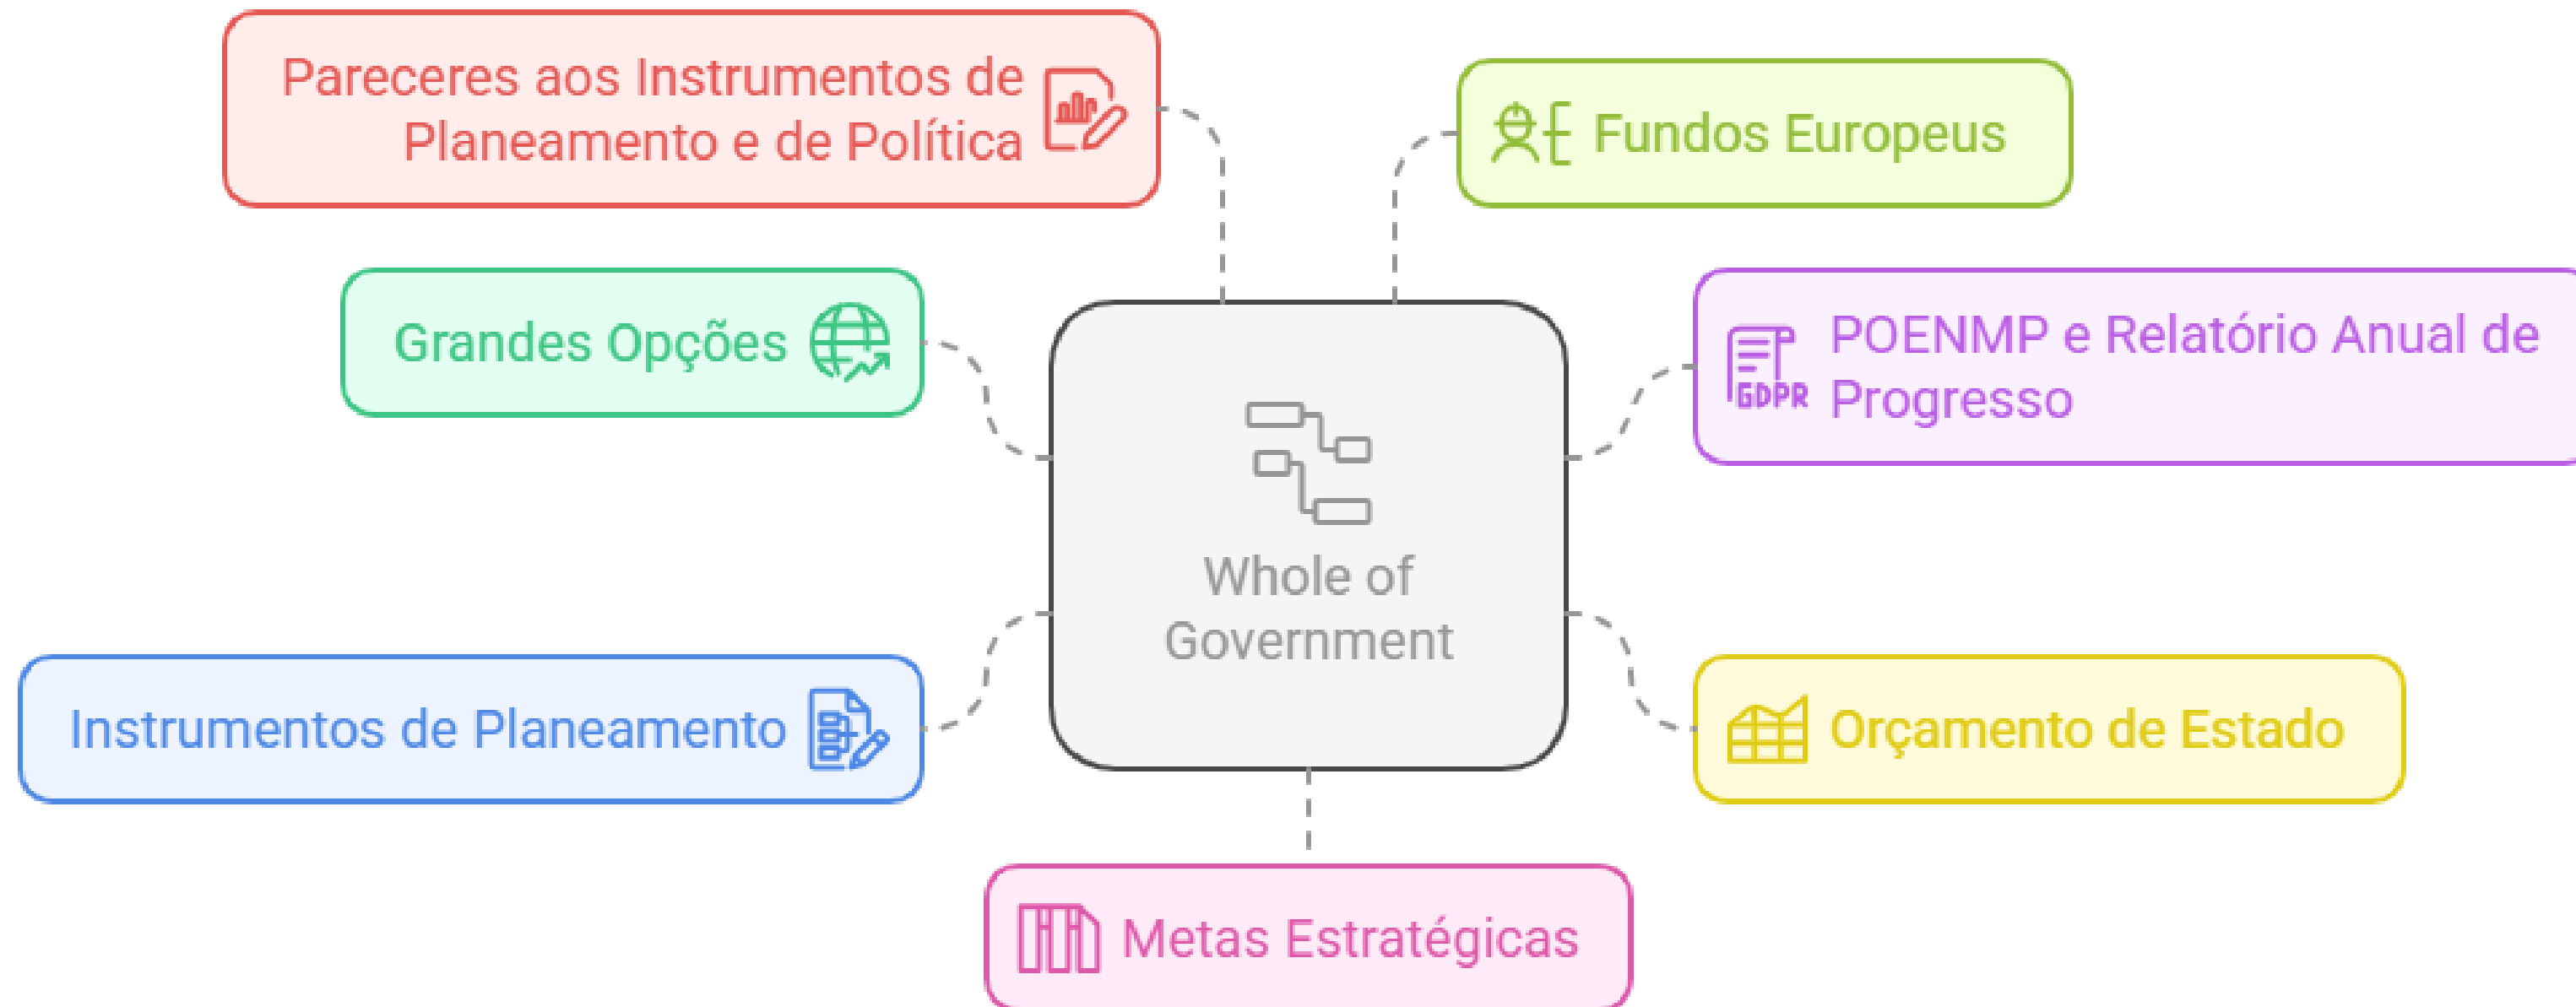 Pareceres aos Instrumentos de
Planeamento e de Política
Fundos Europeus
Grandes Opções
POENMP e Relatório Anual de
Progresso
GDPR
Whole of
Government
Instrumentos de Planeamento
Orçamento de Estado
Metas Estratégicas